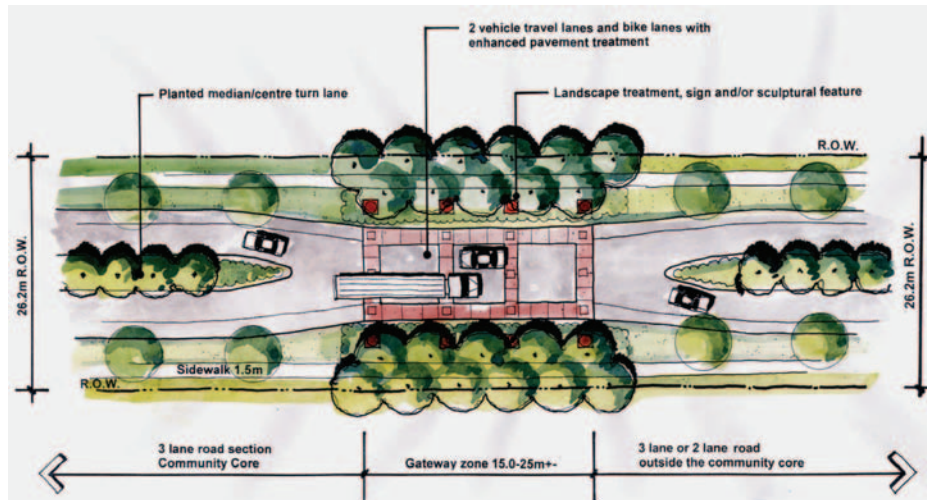 2 vehicle travel lanes and bike lanes with
enhanced pavement treatment
Planted median/centre turn lane
Landscape treatment, sign and/or sculptural feature
R.O.W.
26.2m R.O.W.
26.2m R.O.W.
Sidewalk 1.5m
R.O.W.
3 lane road section
Community Core
Gateway zone 15.0-25m+-
3 lane or 2 lane road
outside the community core